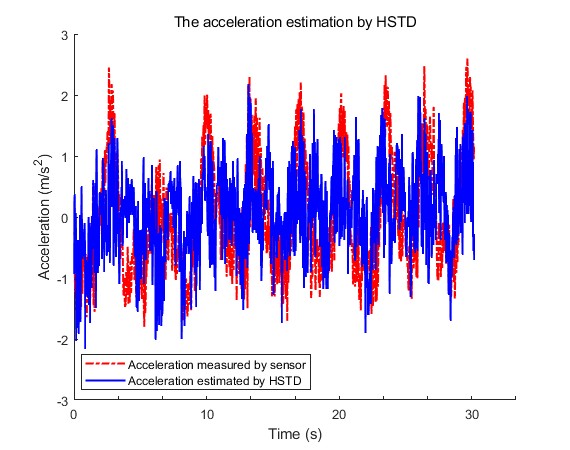 The acceleration estimation by HSTD
3
2
1
0
-1
-2
-3
Acceleration (m/s²)
Acceleration measured by sensor
Acceleration estimated by HSTD
0
10
20
30
Time (s)